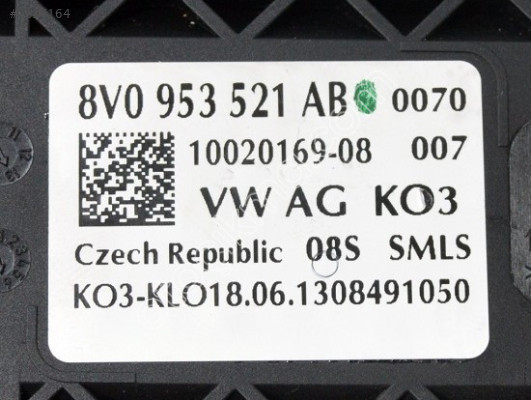 8V0 953 521 AB 0070
10020169-08 007
VW AG KO3
Czech Republic 08S SMLS
KO3-KLO18.06.1308491050